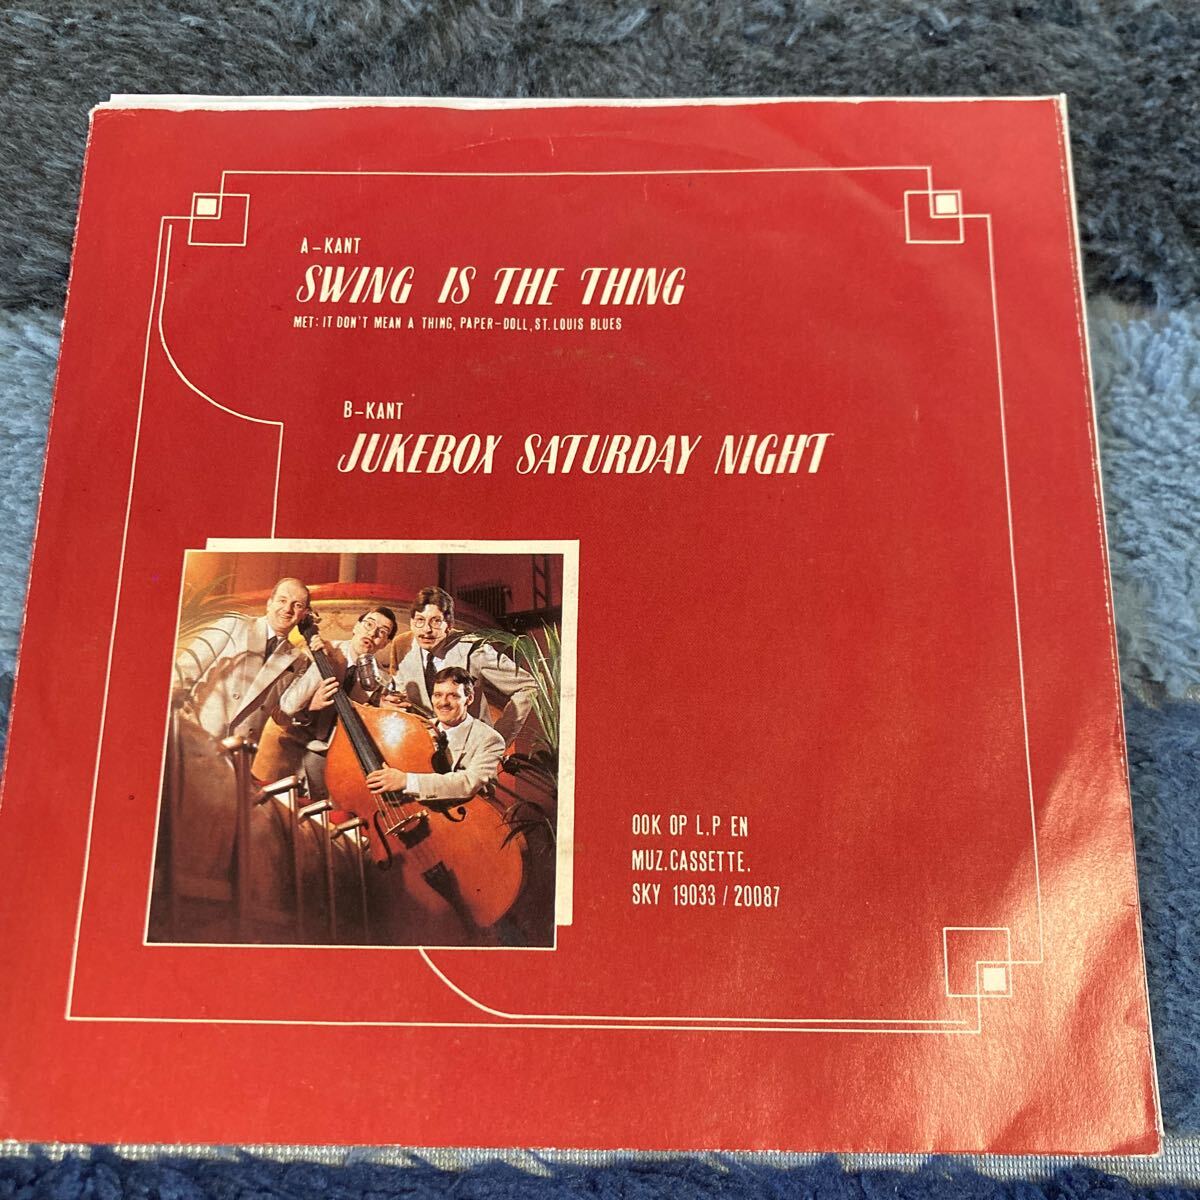 A-KANT
SWING IS THE THING
MET: IT DON'T MEAN A THING, PAPER-DOLL, ST. LOUIS BLUES
B-KANT
JUKEBOX SATURDAY NIGHT
OOK OP L.P EN
MUZ.CASSETTE.
SKY 19033 / 20087